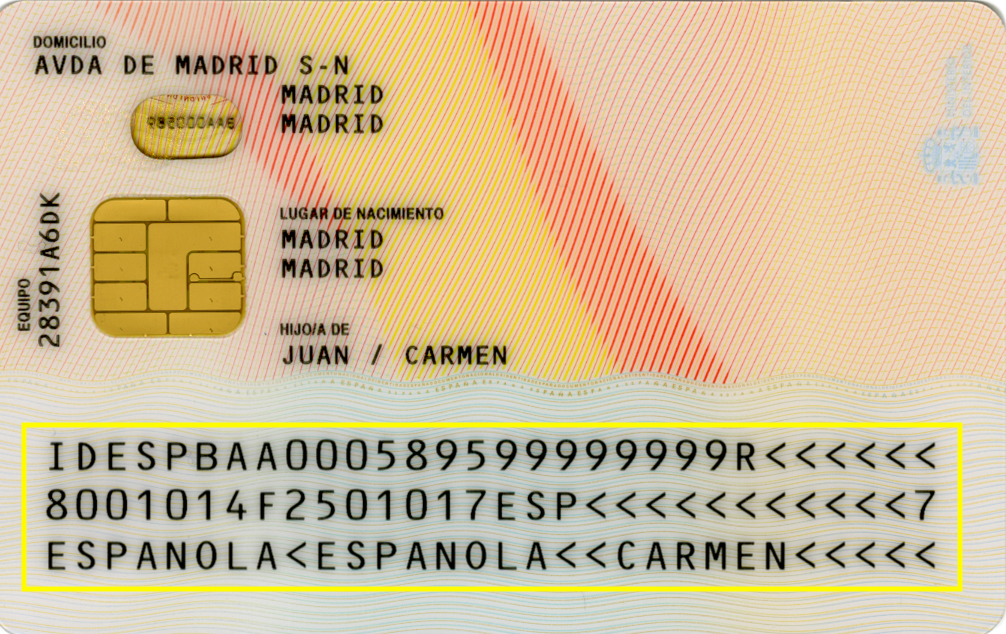 DOMICILIO
AVDA DE MADRID S-N
MADRID
MADRID
LUGAR DE NACIMIENTO
MADRID
MADRID
EQUIPO
28391A6DK
HIJO/A DE
JUAN / CARMEN
IDESPBAA000589599999999R<<<<<<
8001014F2501017ESP<<<<<<<<<<<7
ESPANOLA<ESPANOLA<<CARMEN<<<<<